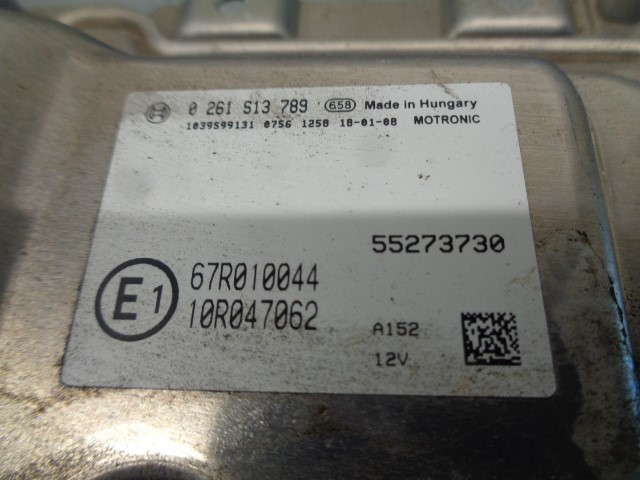 0 261 S13 789 658 Made in Hungary
1039S99131 0756 1258 18-01-08 MOTRONIC
55273730
E1 67R010044
10R047062
A152
12V